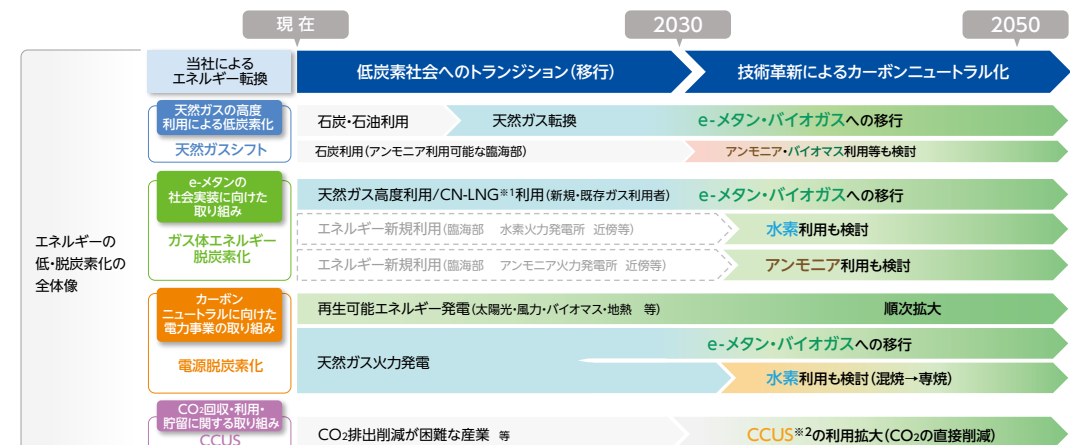 現 在
2030
2050
当社による
エネルギー転換
低炭素社会へのトランジション(移行)
技術革新によるカーボンニュートラル化
エネルギーの
低・脱炭素化の
全体像
天然ガスの高度
利用による低炭素化
天然ガスシフト
石炭・石油利用
天然ガス転換
e-メタン・バイオガスへの移行
石炭利用(アンモニア利用可能な臨海部)
アンモニア・バイオマス利用等も検討
e-メタンの
社会実装に向けた
取り組み
ガス体エネルギー
脱炭素化
天然ガス高度利用/CN-LNG※1利用(新規・既存ガス利用者)
e-メタン・バイオガスへの移行
エネルギー新規利用(臨海部 水素火力発電所 近傍等)
水素利用も検討
エネルギー新規利用(臨海部 アンモニア火力発電所 近傍等)
アンモニア利用も検討
カーボン
ニュートラルに向けた
電力事業の取り組み
電源脱炭素化
再生可能エネルギー発電(太陽光・風力・バイオマス・地熱 等)
順次拡大
天然ガス火力発電
e-メタン・バイオガスへの移行
水素利用も検討(混焼→専焼)
CO2回収・利用・
貯留に関する取り組み
CCUS
CO2排出削減が困難な産業 等
CCUS※2の利用拡大(CO2の直接削減)